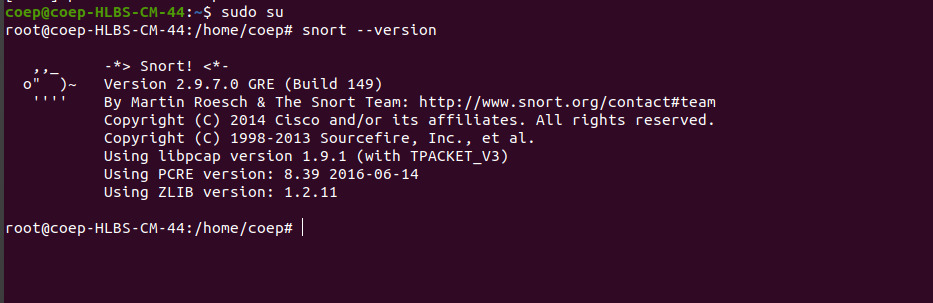 coep@coep-HLBS-CM-44:~$ sudo su
root@coep-HLBS-CM-44:/home/coep# snort --version

   ,,_     -*> Snort! <*-
  o"  )~   Version 2.9.7.0 GRE (Build 149)
   ''''    By Martin Roesch & The Snort Team: http://www.snort.org/contact#team
           Copyright (C) 2014 Cisco and/or its affiliates. All rights reserved.
           Copyright (C) 1998-2013 Sourcefire, Inc., et al.
           Using libpcap version 1.9.1 (with TPACKET_V3)
           Using PCRE version: 8.39 2016-06-14
           Using ZLIB version: 1.2.11

root@coep-HLBS-CM-44:/home/coep#